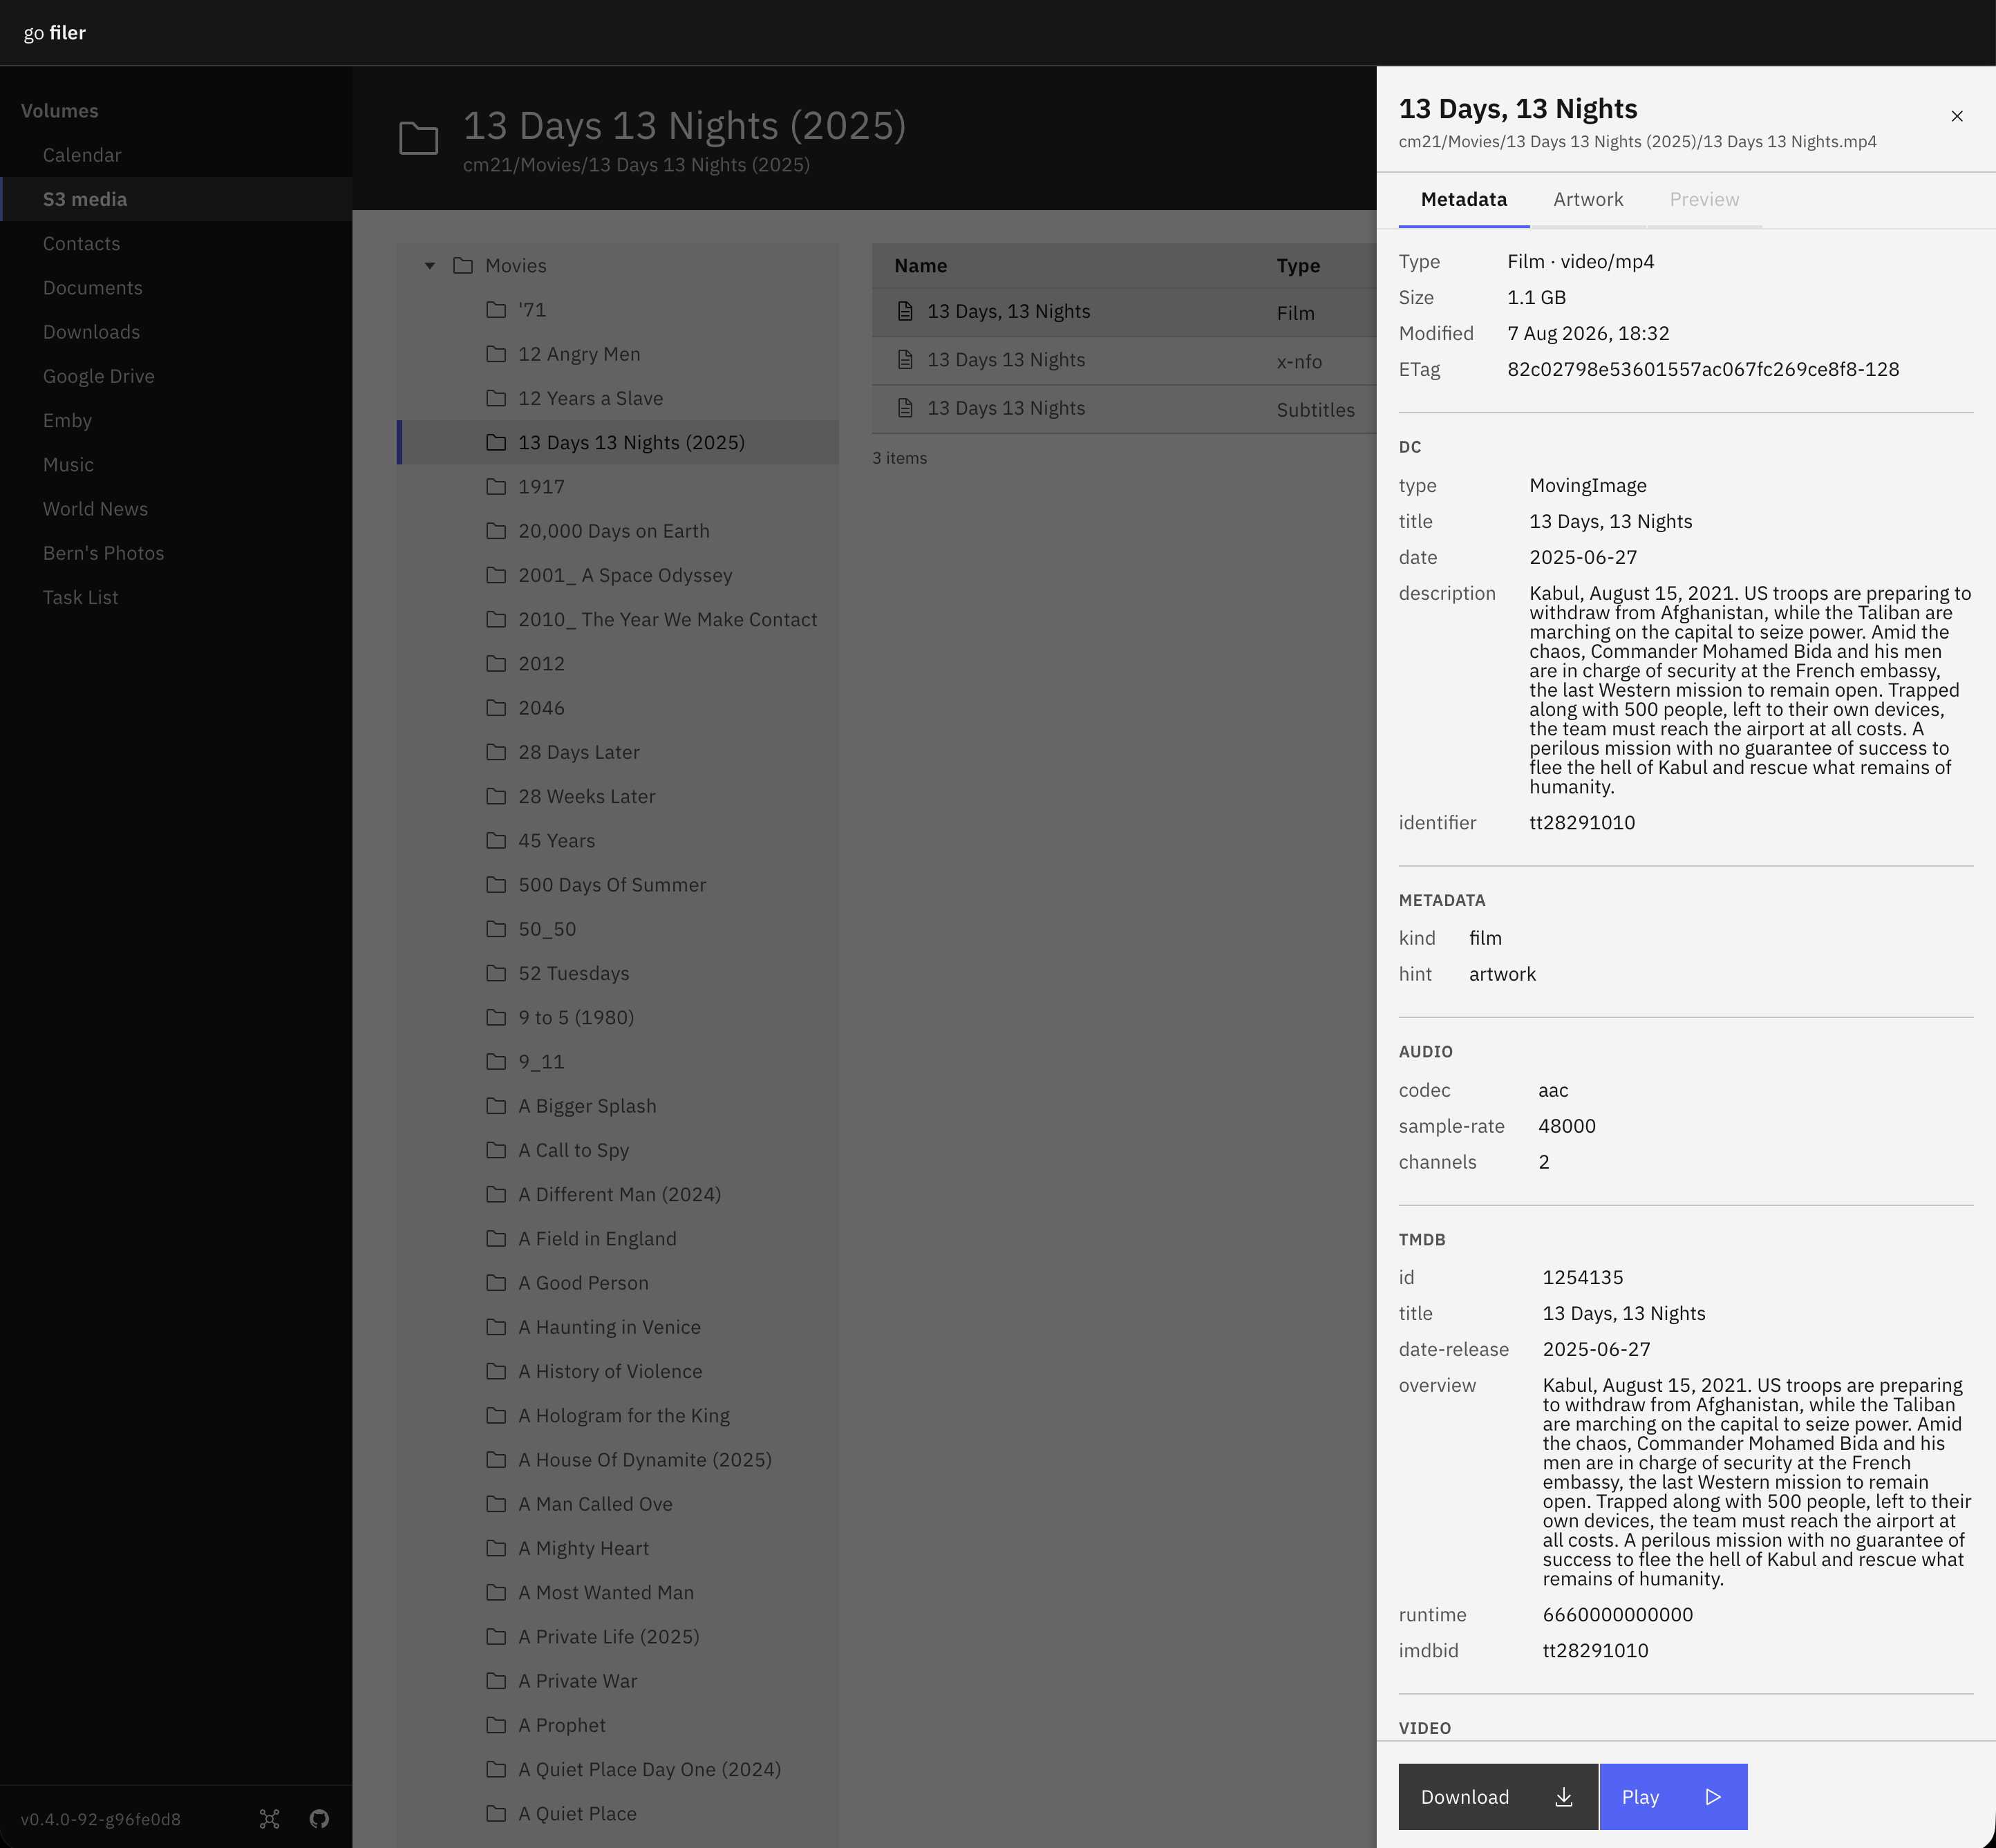 go filer
Volumes
Calendar
S3 media
Contacts
Documents
Downloads
Google Drive
Emby
Music
World News
Bern's Photos
Task List
v0.4.0-92-g96fe0d8
13 Days 13 Nights (2025)
cm21/Movies/13 Days 13 Nights (2025)
Movies
'71
12 Angry Men
12 Years a Slave
13 Days 13 Nights (2025)
1917
20,000 Days on Earth
2001_ A Space Odyssey
2010_ The Year We Make Contact
2012
2046
28 Days Later
28 Weeks Later
45 Years
500 Days Of Summer
50_50
52 Tuesdays
9 to 5 (1980)
9_11
A Bigger Splash
A Call to Spy
A Different Man (2024)
A Field in England
A Good Person
A Haunting in Venice
A History of Violence
A Hologram for the King
A House Of Dynamite (2025)
A Man Called Ove
A Mighty Heart
A Most Wanted Man
A Private Life (2025)
A Private War
A Prophet
A Quiet Place Day One (2024)
A Quiet Place
Name Type
13 Days, 13 Nights Film
13 Days 13 Nights x-nfo
13 Days 13 Nights Subtitles
3 items
13 Days, 13 Nights
cm21/Movies/13 Days 13 Nights (2025)/13 Days 13 Nights.mp4
Metadata Artwork Preview
Type Film · video/mp4
Size 1.1 GB
Modified 7 Aug 2026, 18:32
ETag 82c02798e53601557ac067fc269ce8f8-128
DC
type MovingImage
title 13 Days, 13 Nights
date 2025-06-27
description Kabul, August 15, 2021. US troops are preparing to
withdraw from Afghanistan, while the Taliban are
marching on the capital to seize power. Amid the
chaos, Commander Mohamed Bida and his men
are in charge of security at the French embassy,
the last Western mission to remain open. Trapped
along with 500 people, left to their own devices,
the team must reach the airport at all costs. A
perilous mission with no guarantee of success to
flee the hell of Kabul and rescue what remains of
humanity.
identifier tt28291010
METADATA
kind film
hint artwork
AUDIO
codec aac
sample-rate 48000
channels 2
TMDB
id 1254135
title 13 Days, 13 Nights
date-release 2025-06-27
overview Kabul, August 15, 2021. US troops are preparing
to withdraw from Afghanistan, while the Taliban
are marching on the capital to seize power. Amid
the chaos, Commander Mohamed Bida and his
men are in charge of security at the French
embassy, the last Western mission to remain
open. Trapped along with 500 people, left to their
own devices, the team must reach the airport at
all costs. A perilous mission with no guarantee of
success to flee the hell of Kabul and rescue what
remains of humanity.
runtime 6660000000000
imdbid tt28291010
VIDEO
Download Play